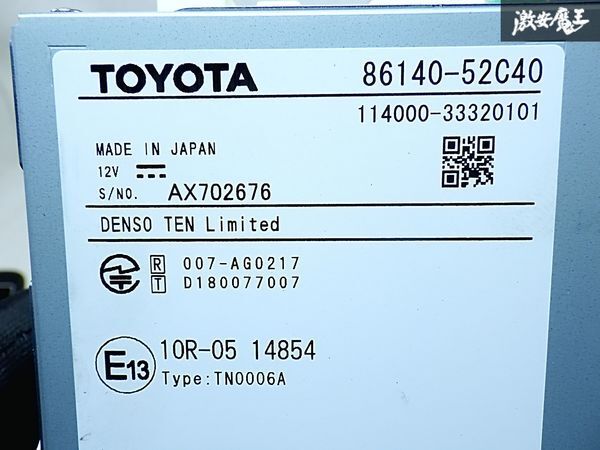 激安魔王
TOYOTA 86140-52C40
114000-33320101
MADE IN JAPAN
12V
S/NO. AX702676
DENSO TEN Limited
R 007-AG0217
T D180077007
E13 10R-05 14854
Type:TN0006A